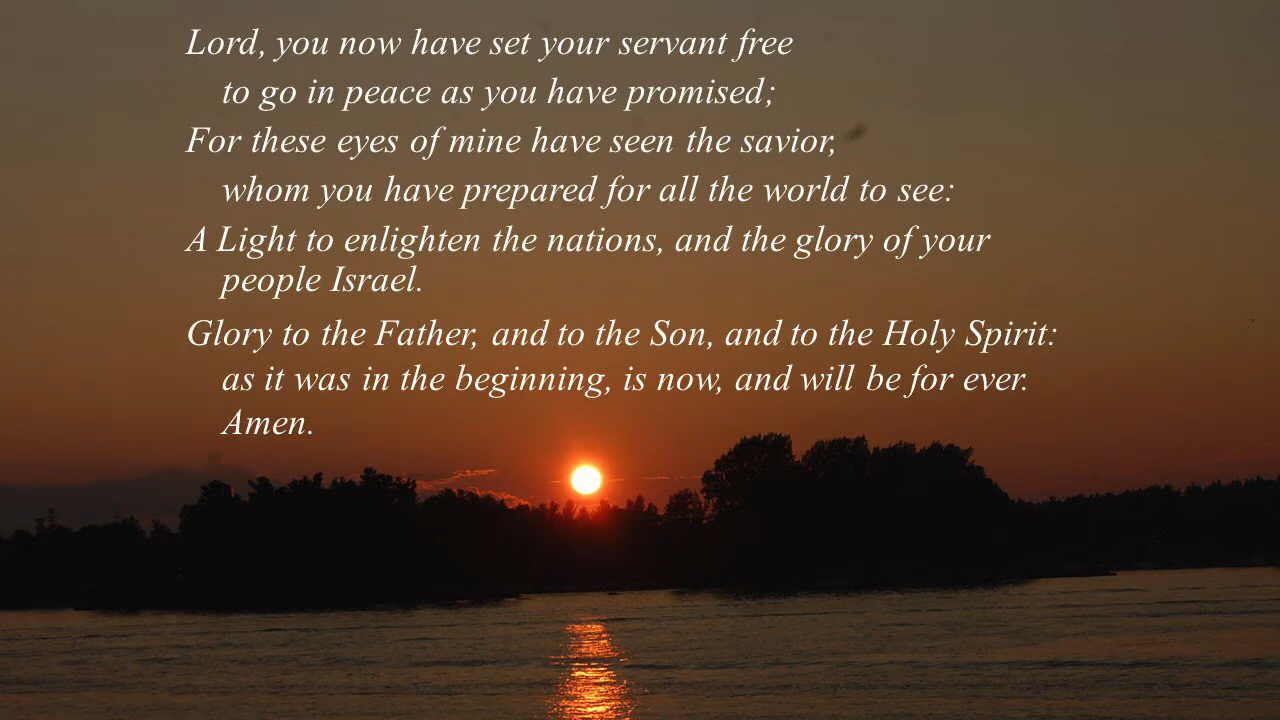 Lord, you now have set your servant free
to go in peace as you have promised;
For these eyes of mine have seen the savior,
whom you have prepared for all the world to see:
A Light to enlighten the nations, and the glory of your
people Israel.
Glory to the Father, and to the Son, and to the Holy Spirit:
as it was in the beginning, is now, and will be for ever.
Amen.